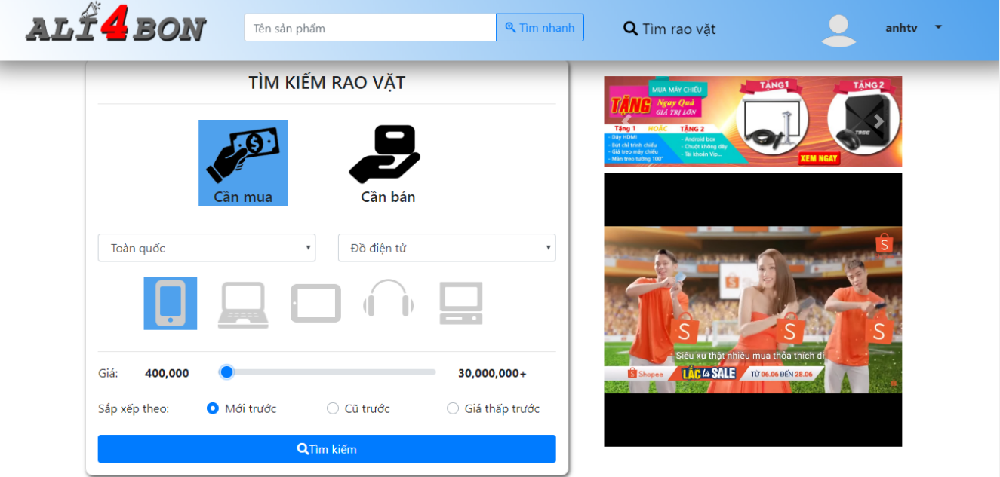 ALI4BON
Tên sản phẩm
Tìm nhanh
Tìm rao vặt
anhtv
TÌM KIẾM RAO VẶT
Cần mua
Cần bán
Toàn quốc
Đồ điện tử
Giá:
400,000
30,000,000+
Sắp xếp theo:
Mới trước
Cũ trước
Giá thấp trước
Tìm kiếm
MUA MÁY CHIẾU
TẶNG
Ngay Quà
GIÁ TRỊ LỚN
Tặng 1 HOẶC TẶNG 2
- Dây HDMI
- Bút chỉ trình chiếu
- Giá treo máy chiếu
- Màn treo tường 100"
- Android box
- Chuột không dây
- Tài khoản Vip...
TẶNG 1
TẶNG 2
T95E
XEM NGAY
S
S
S
S
Siêu xu thật nhiều mua thỏa thích đi
Shopee
LẮC là SALE
TỪ 06.06 ĐẾN 28.06